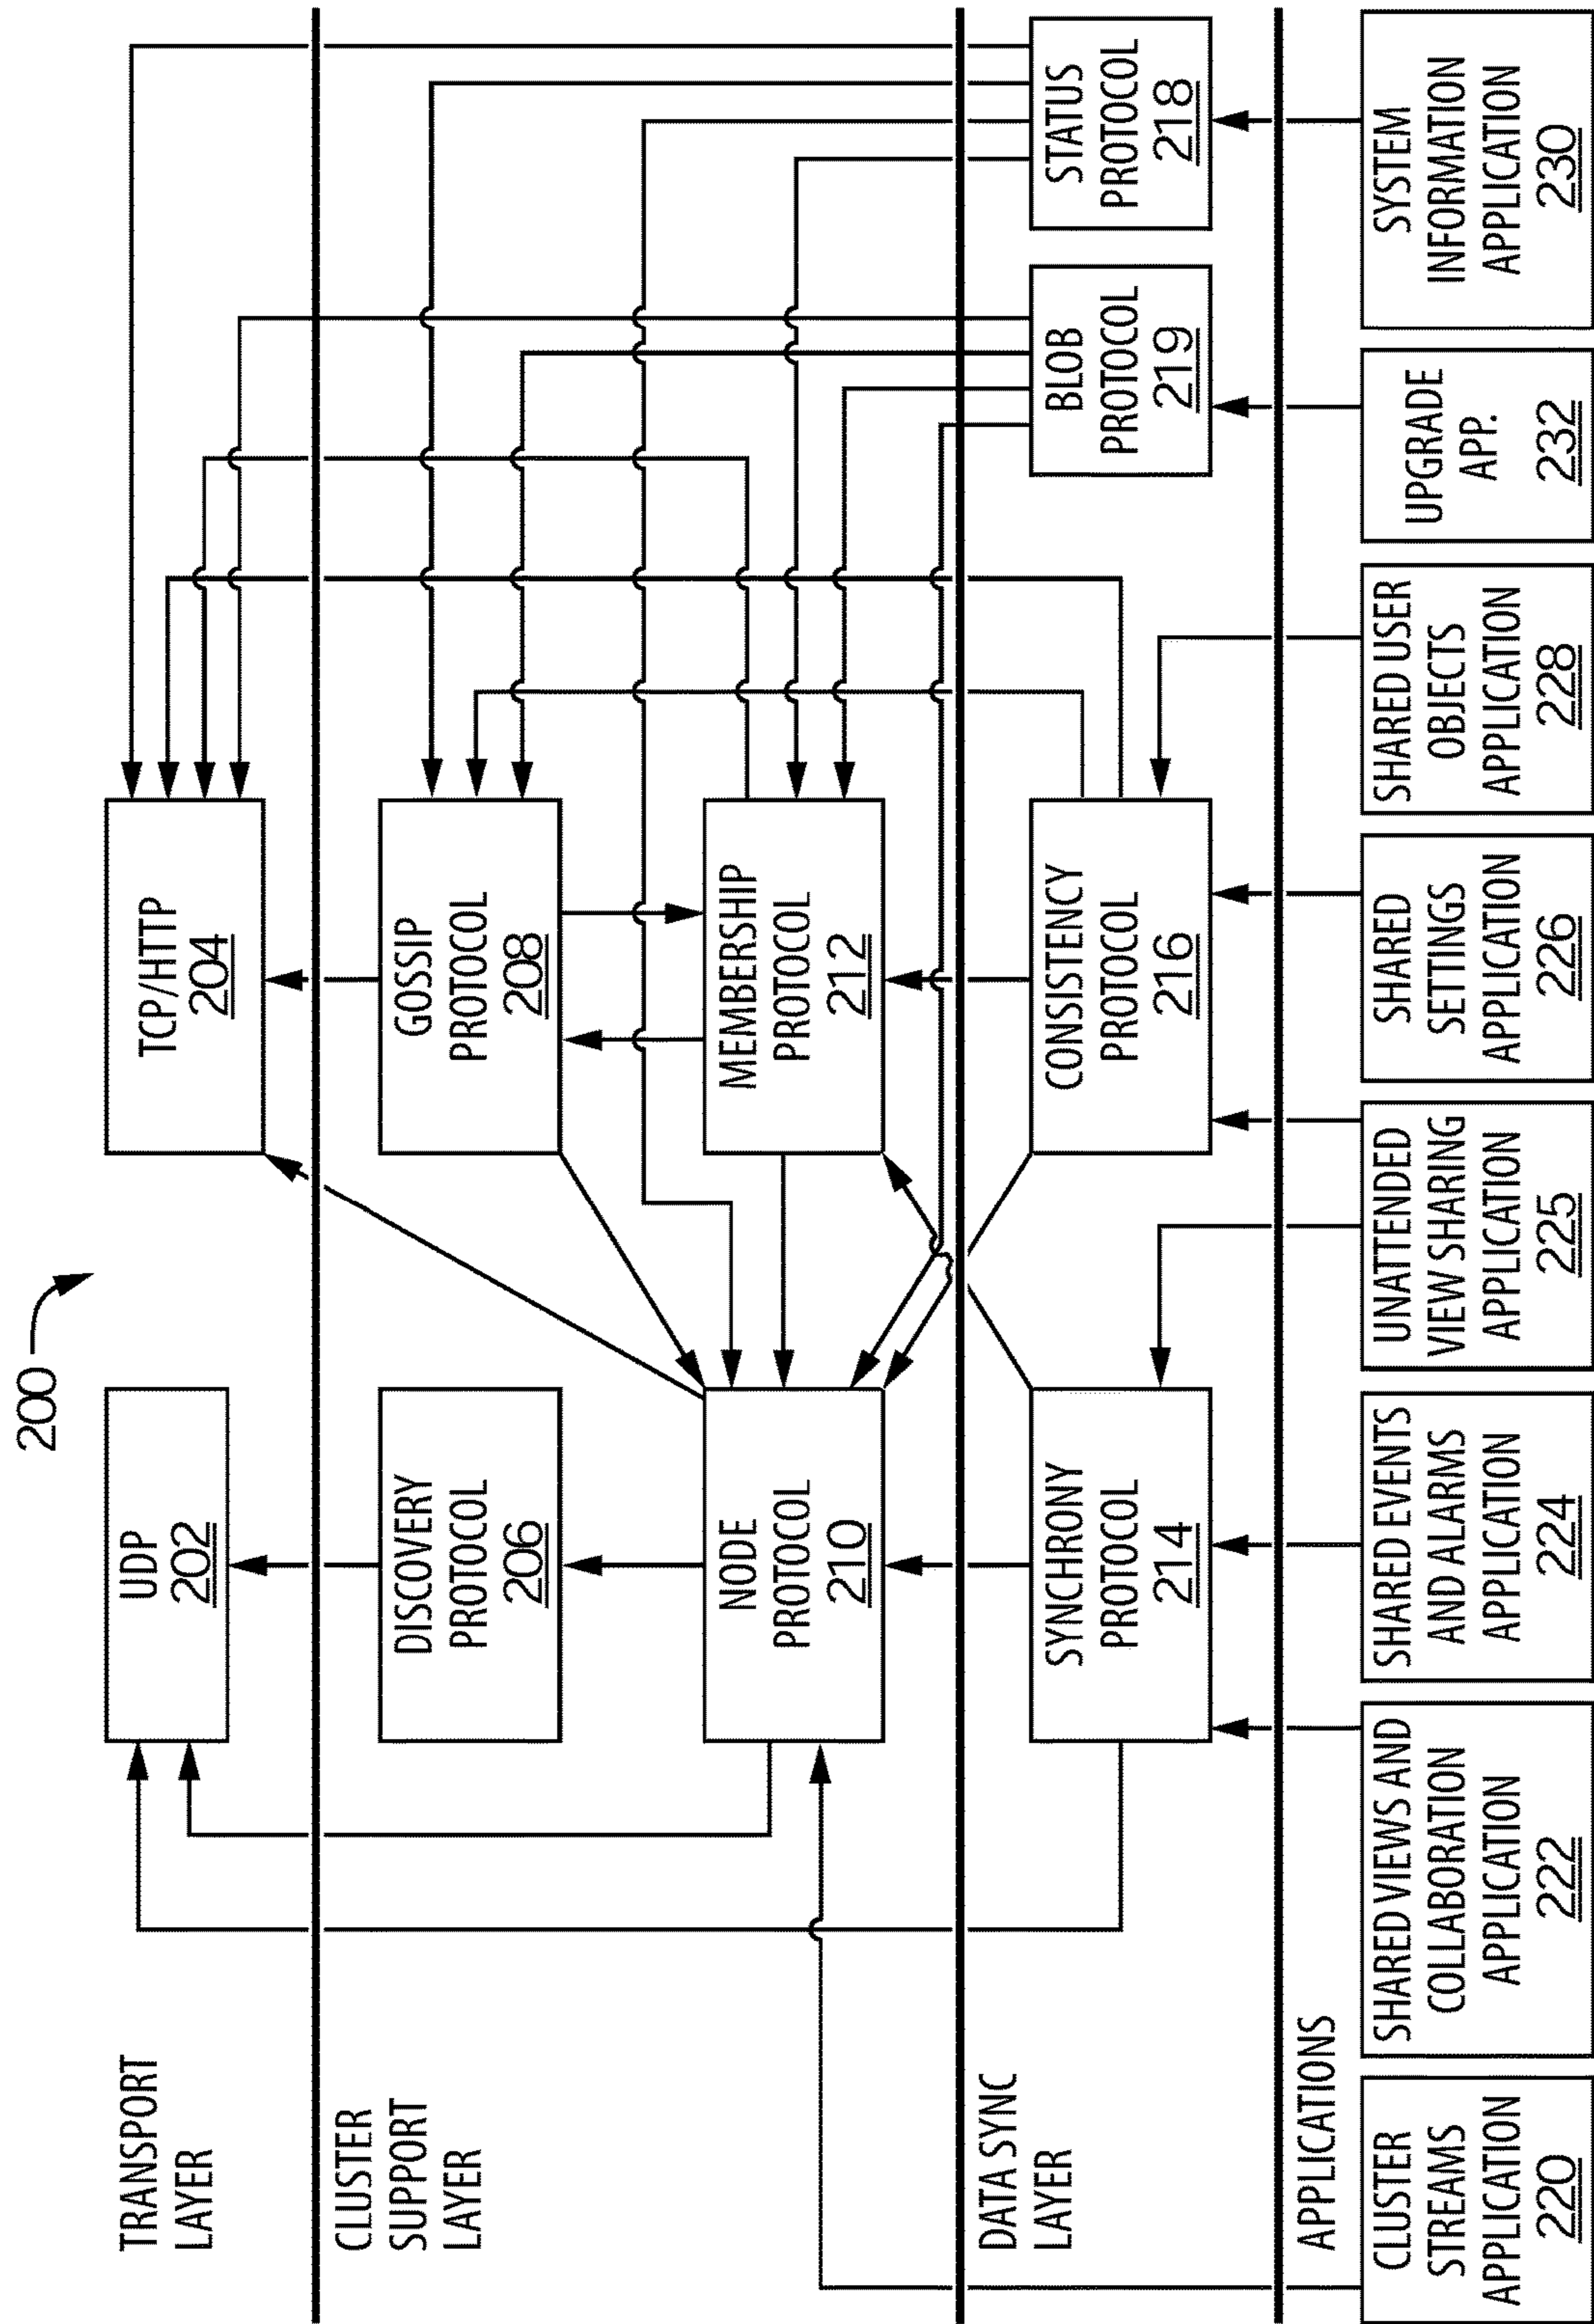 200
TRANSPORT
LAYER
UDP
202
TCP/HTTP
204
CLUSTER
SUPPORT
LAYER
DISCOVERY
PROTOCOL
206
GOSSIP
PROTOCOL
208
NODE
PROTOCOL
210
MEMBERSHIP
PROTOCOL
212
DATA SYNC
LAYER
SYNCHRONY
PROTOCOL
214
CONSISTENCY
PROTOCOL
216
BLOB
PROTOCOL
219
STATUS
PROTOCOL
218
APPLICATIONS
CLUSTER
STREAMS
APPLICATION
220
SHARED VIEWS AND
COLLABORATION
APPLICATION
222
SHARED EVENTS
AND ALARMS
APPLICATION
224
UNATTENDED
VIEW SHARING
APPLICATION
225
SHARED
SETTINGS
APPLICATION
226
SHARED USER
OBJECTS
APPLICATION
228
UPGRADE
APP.
232
SYSTEM
INFORMATION
APPLICATION
230